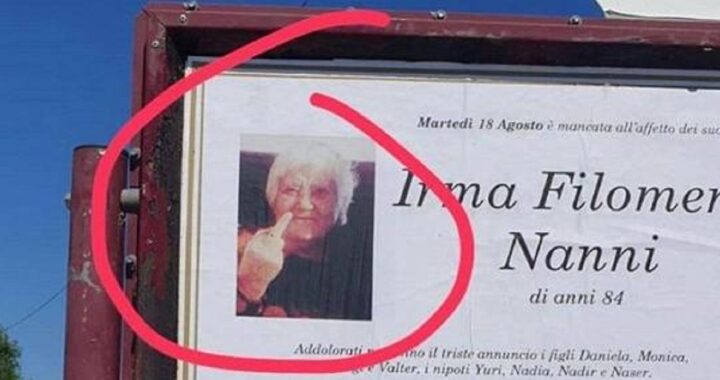 Martedì 18 Agosto è mancata all'affetto dei suo
Irma Filomen
Nanni
di anni 84
Addolorati ne il triste annuncio i figli Daniela, Monica,
e Valter, i nipoti Yuri, Nadia, Nadir e Naser.